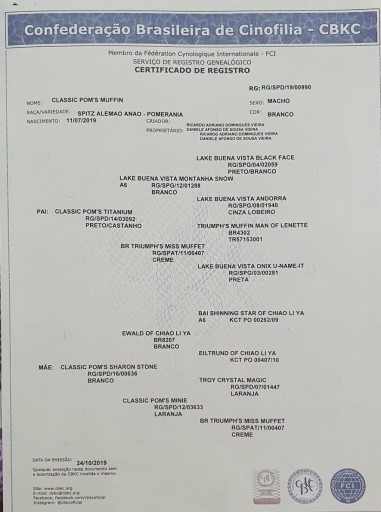 Confederação Brasileira de Cinofilia - CBKC
Membro da Fédération Cynologique Internationale - FCI
SERVIÇO DE REGISTRO GENEALÓGICO
CERTIFICADO DE REGISTRO
RG: RG/SPD/19/00990
NOME: CLASSIC POM'S MUFFIN SEXO: MACHO
RAÇA/VARIEDADE: SPITZ ALEMAO ANAO - POMERANIA COR: BRANCO
NASCIMENTO: 11/07/2019 CRIADOR: RICARDO ADRIANO DOMINGUES VIEIRA
DANIELE AFONSO DE SOUSA VIEIRA
PROPRIETÁRIO: RICARDO ADRIANO DOMINGUES VIEIRA
DANIELE AFONSO DE SOUSA VIEIRA
LAKE BUENA VISTA BLACK FACE
RG/SPG/04/02059
PRETO/BRANCO
LAKE BUENA VISTA MONTANHA SNOW
A6 RG/SPG/12/01288
BRANCO
LAKE BUENA VISTA ANDORRA
RG/SPG/08/01940
CINZA LOBEIRO
PAI: CLASSIC POM'S TITANIUM
RG/SPD/14/03092
PRETO/CASTANHO
TRIUMPH'S MUFFIN MAN OF LENETTE
BR4302
TR57153001
BR TRIUMPH'S MISS MUFFET
RG/SPAT/11/00407
CREME
LAKE BUENA VISTA ONIX U-NAME-IT
RG/SPG/03/00281
PRETA
BAI SHINNING STAR OF CHIAO LI YA
A6 KCT PO 00262/09
EWALD OF CHIAO LI YA
BR8207
BRANCO
EILTRUND OF CHIAO LI YA
KCT PO 00407/10
MÃE: CLASSIC POM'S SHARON STONE
RG/SPD/16/00636
BRANCO
TROY CRYSTAL MAGIC
RG/SPD/07/01447
LARANJA
CLASSIC POM'S MINIE
RG/SPD/12/03633
LARANJA
BR TRIUMPH'S MISS MUFFET
RG/SPAT/11/00407
CREME
DATA DA EMISSÃO: 24/10/2019
Qualquer anotação neste documento sem
a autorização da CBKC invalida o mesmo.
Site: www.cbkc.org
E-mail: cbkc@cbkc.org
Facebook: facebook.com/cbkcoficial
Instagram: @cbkcoficial
CBKC
FCI